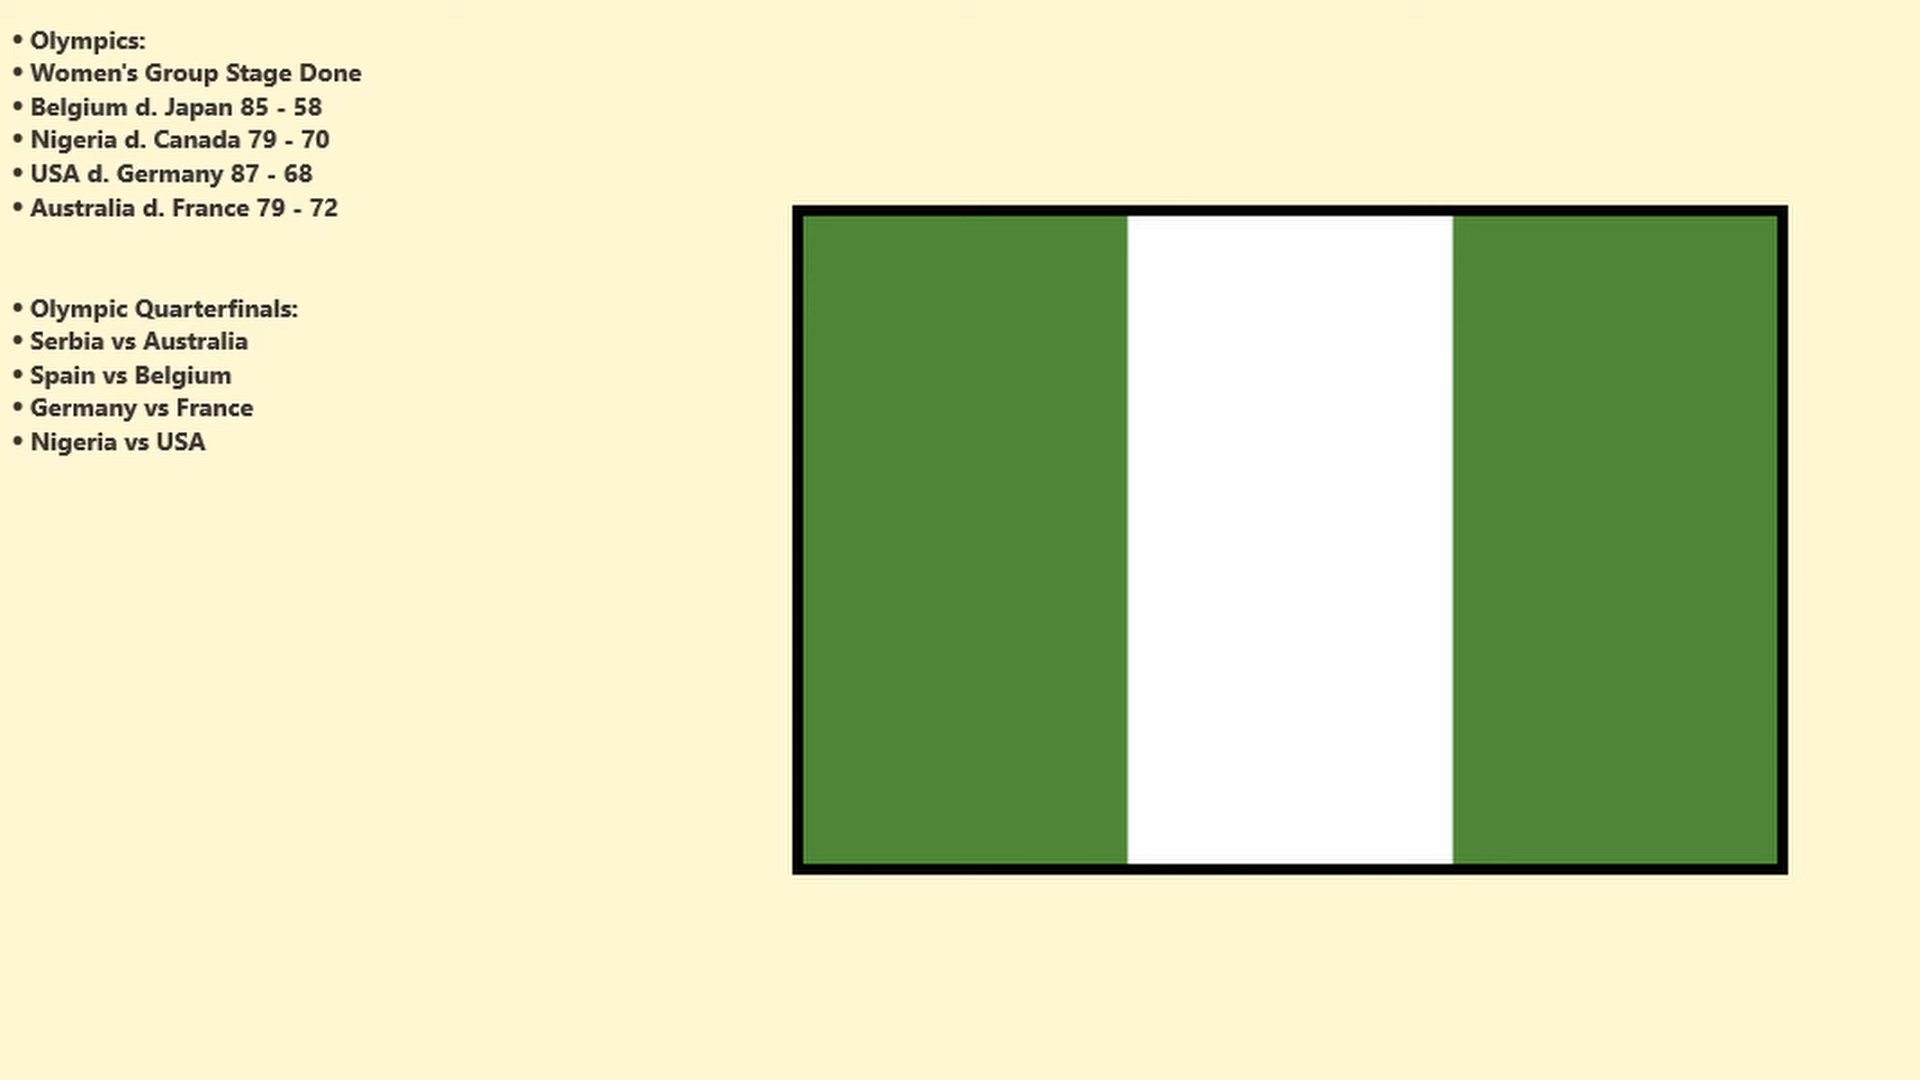 • Olympics:
• Women's Group Stage Done
• Belgium d. Japan 85 - 58
• Nigeria d. Canada 79 - 70
• USA d. Germany 87 - 68
• Australia d. France 79 - 72
• Olympic Quarterfinals:
• Serbia vs Australia
• Spain vs Belgium
• Germany vs France
• Nigeria vs USA